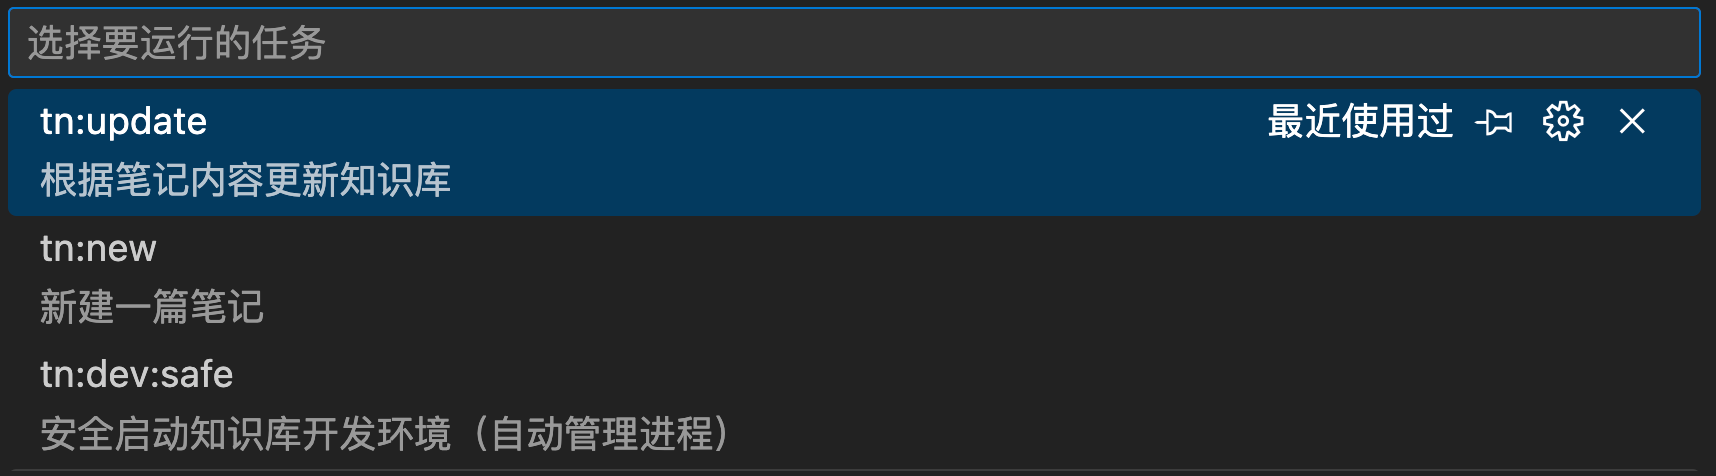 选择要运行的任务
tn:update 最近使用过
根据笔记内容更新知识库
tn:new
新建一篇笔记
tn:dev:safe
安全启动知识库开发环境（自动管理进程）